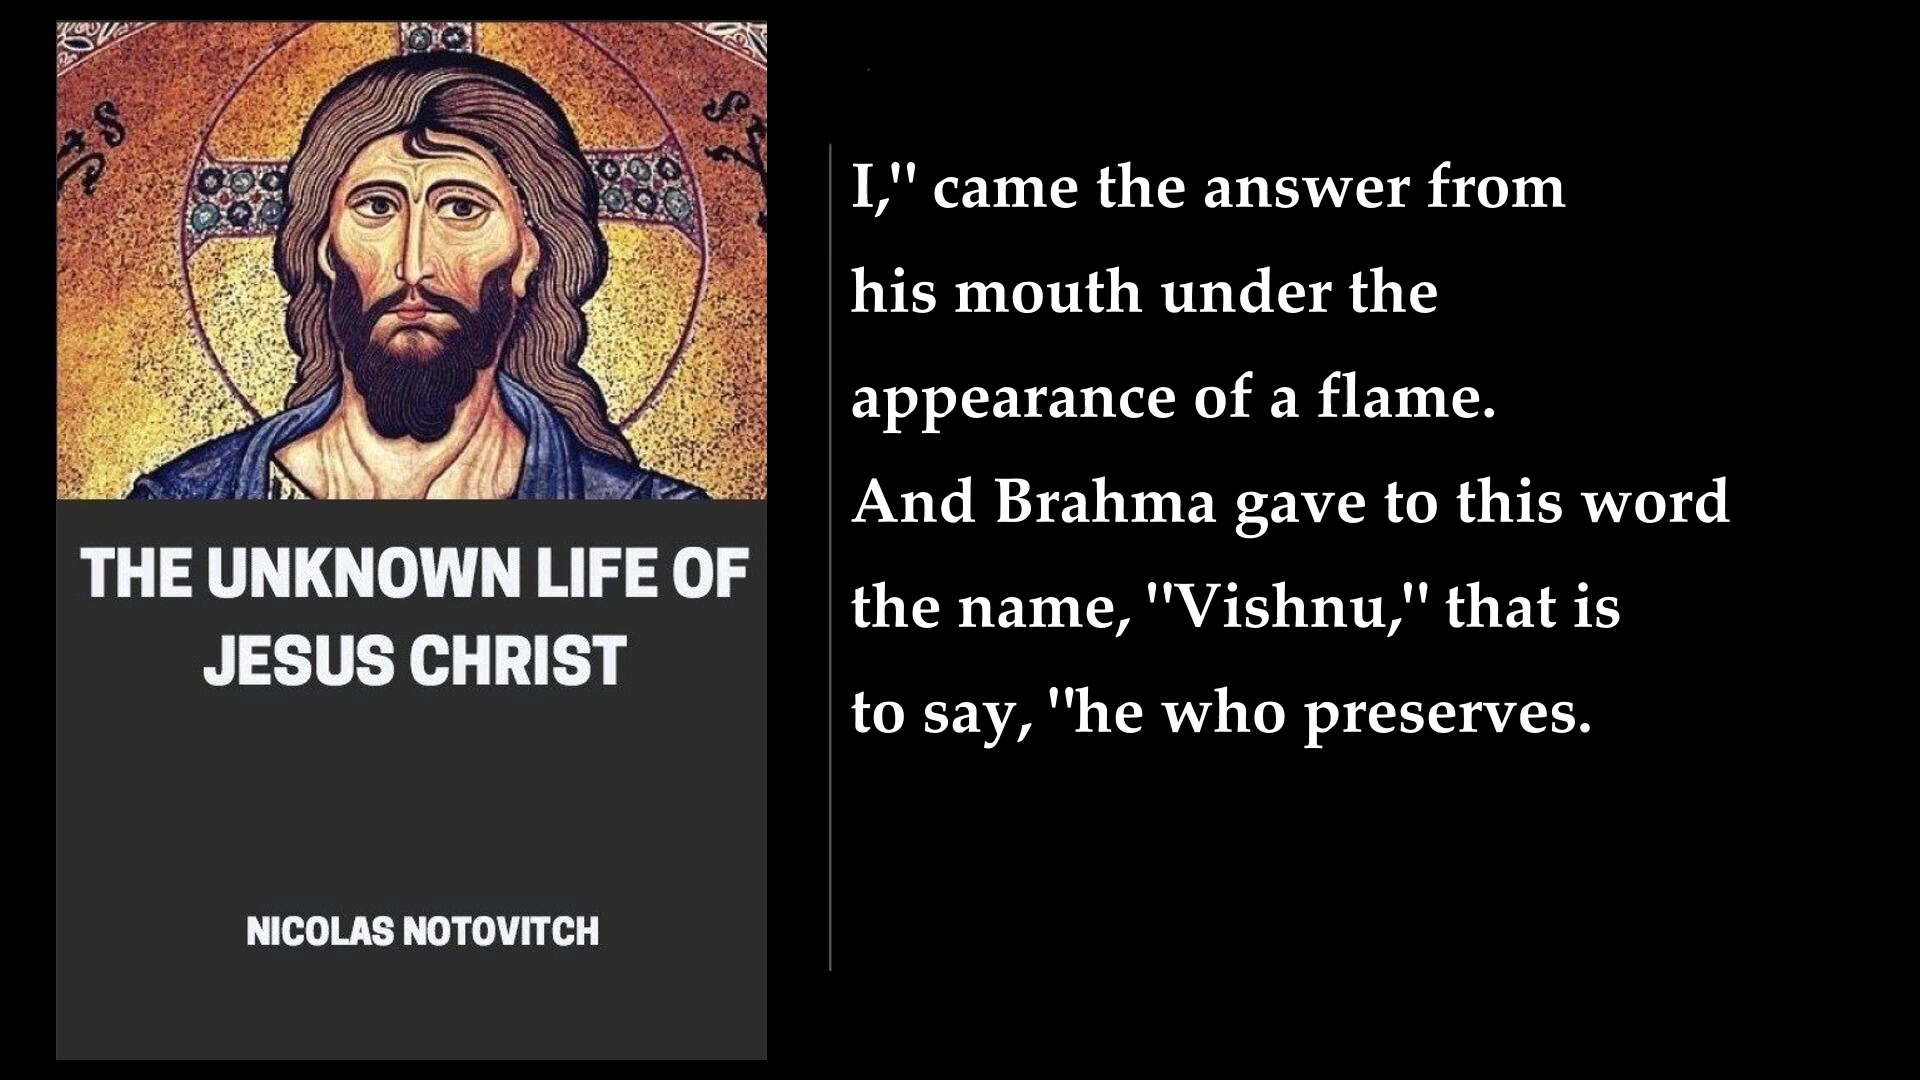 THE UNKNOWN LIFE OF
JESUS CHRIST
NICOLAS NOTOVITCH
I," came the answer from
his mouth under the
appearance of a flame.
And Brahma gave to this word
the name, "Vishnu," that is
to say, "he who preserves.